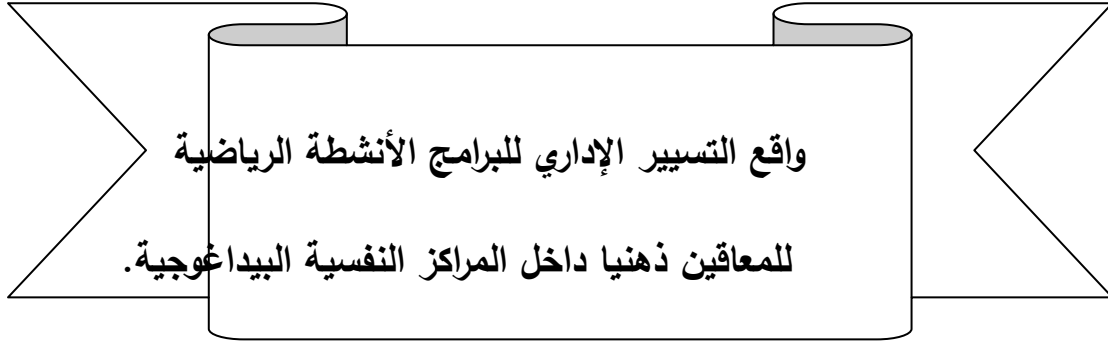 واقع التسيير الإداري للبرامج الأنشطة الرياضية
للمعاقين ذهنيا داخل المراكز النفسية البيداغوجية.